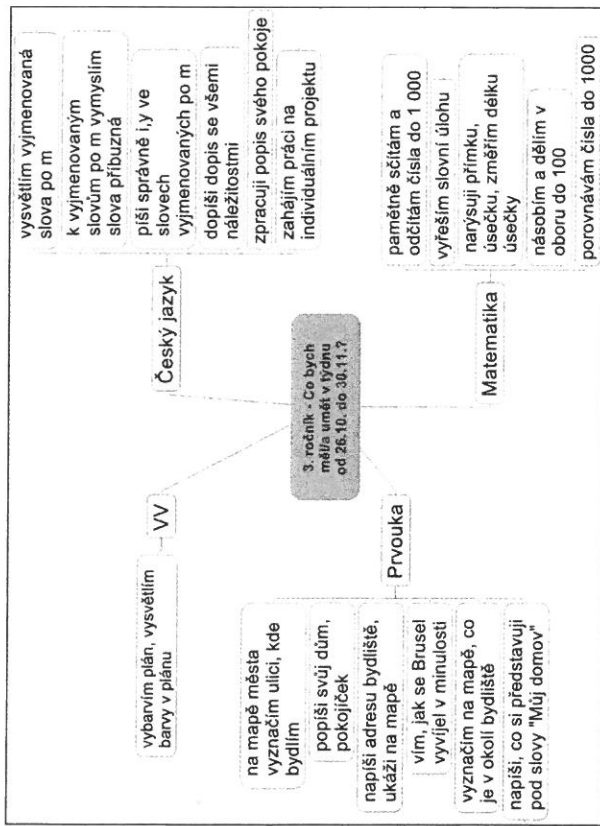 3. ročník - Co bych
měl/a umět v týdnu
od 26.10. do 30.11.?
Český jazyk
vysvětlím vyjmenovaná
slova po m
k vyjmenovaným
slovům po m vymyslím
slova příbuzná
píši správně i,y ve
slovech
vyjmenovaných po m
dopíši dopis se všemi
náležitostmi
zpracuji popis svého pokoje
zahájím práci na
individuálním projektu
Matematika
pamětně sčítám a
odčítám čísla do 1 000
vyřeším slovní úlohu
narýsuji přímku,
úsečku, změřím délku
úsečky
násobím a dělím v
oboru do 100
porovnávám čísla do 1000
Prvouka
na mapě města
vyznačím ulici, kde
bydlím
popíši svůj dům,
pokojíček
napíši adresu bydliště,
ukáži na mapě
vím, jak se Brusel
vyvíjel v minulosti
vyznačím na mapě, co
je v okolí bydliště
napíši, co si představuji
pod slovy "Můj domov"
VV
vybarvím plán, vysvětlím
barvy v plánu